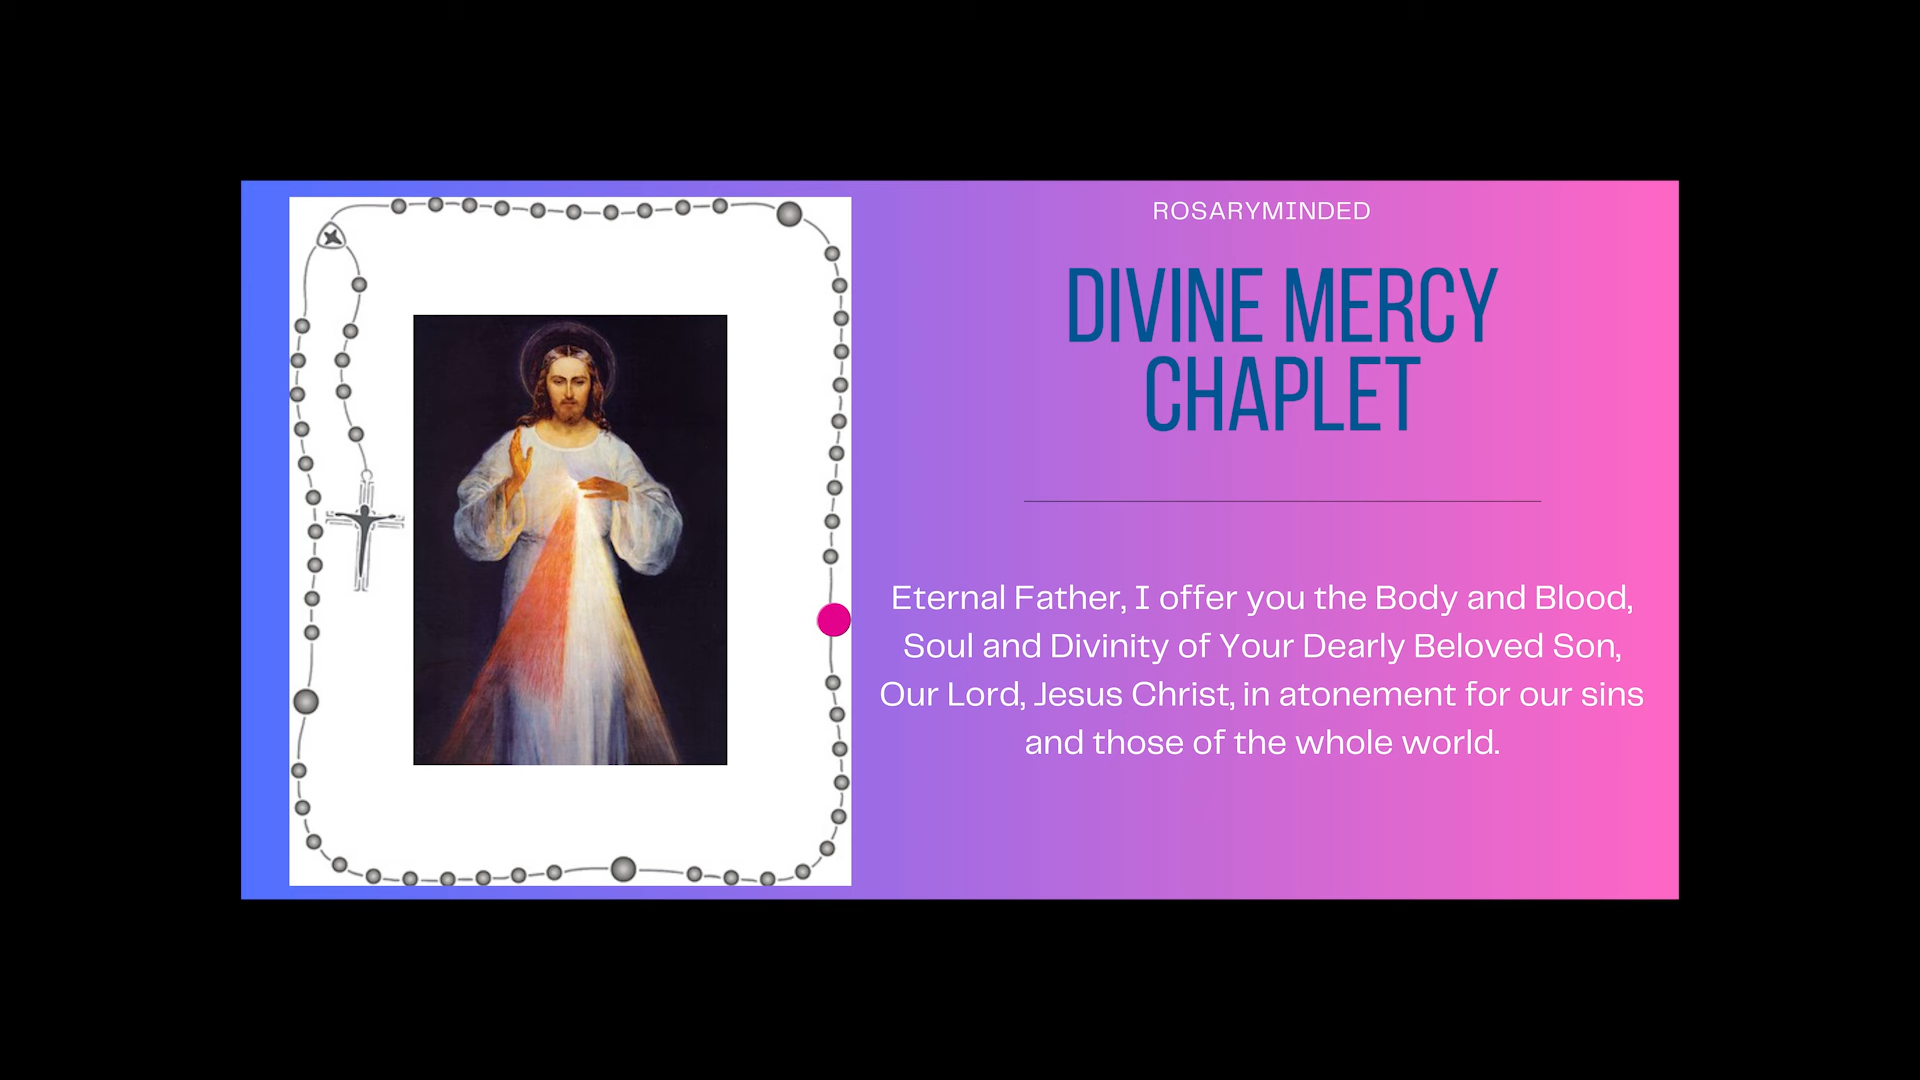 ROSARYMINDED
DIVINE MERCY
CHAPLET
Eternal Father, I offer you the Body and Blood,
Soul and Divinity of Your Dearly Beloved Son,
Our Lord, Jesus Christ, in atonement for our sins
and those of the whole world.